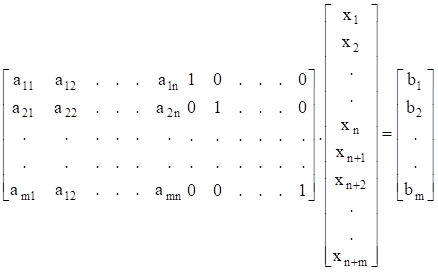 x₁
x₂
a₁₁ a₁₂ . . . a₁ₙ 1 0 . . . 0 . b₁
a₂₁ a₂₂ . . . a₂ₙ 0 1 . . . 0 . b₂
. . . . . . . . . . . . · xₙ = .
. . . . . . . . . . . . xₙ₊₁ .
aₘ₁ a₁₂ . . . aₘₙ 0 0 . . . 1 xₙ₊₂ bₘ
.
.
xₙ₊ₘ